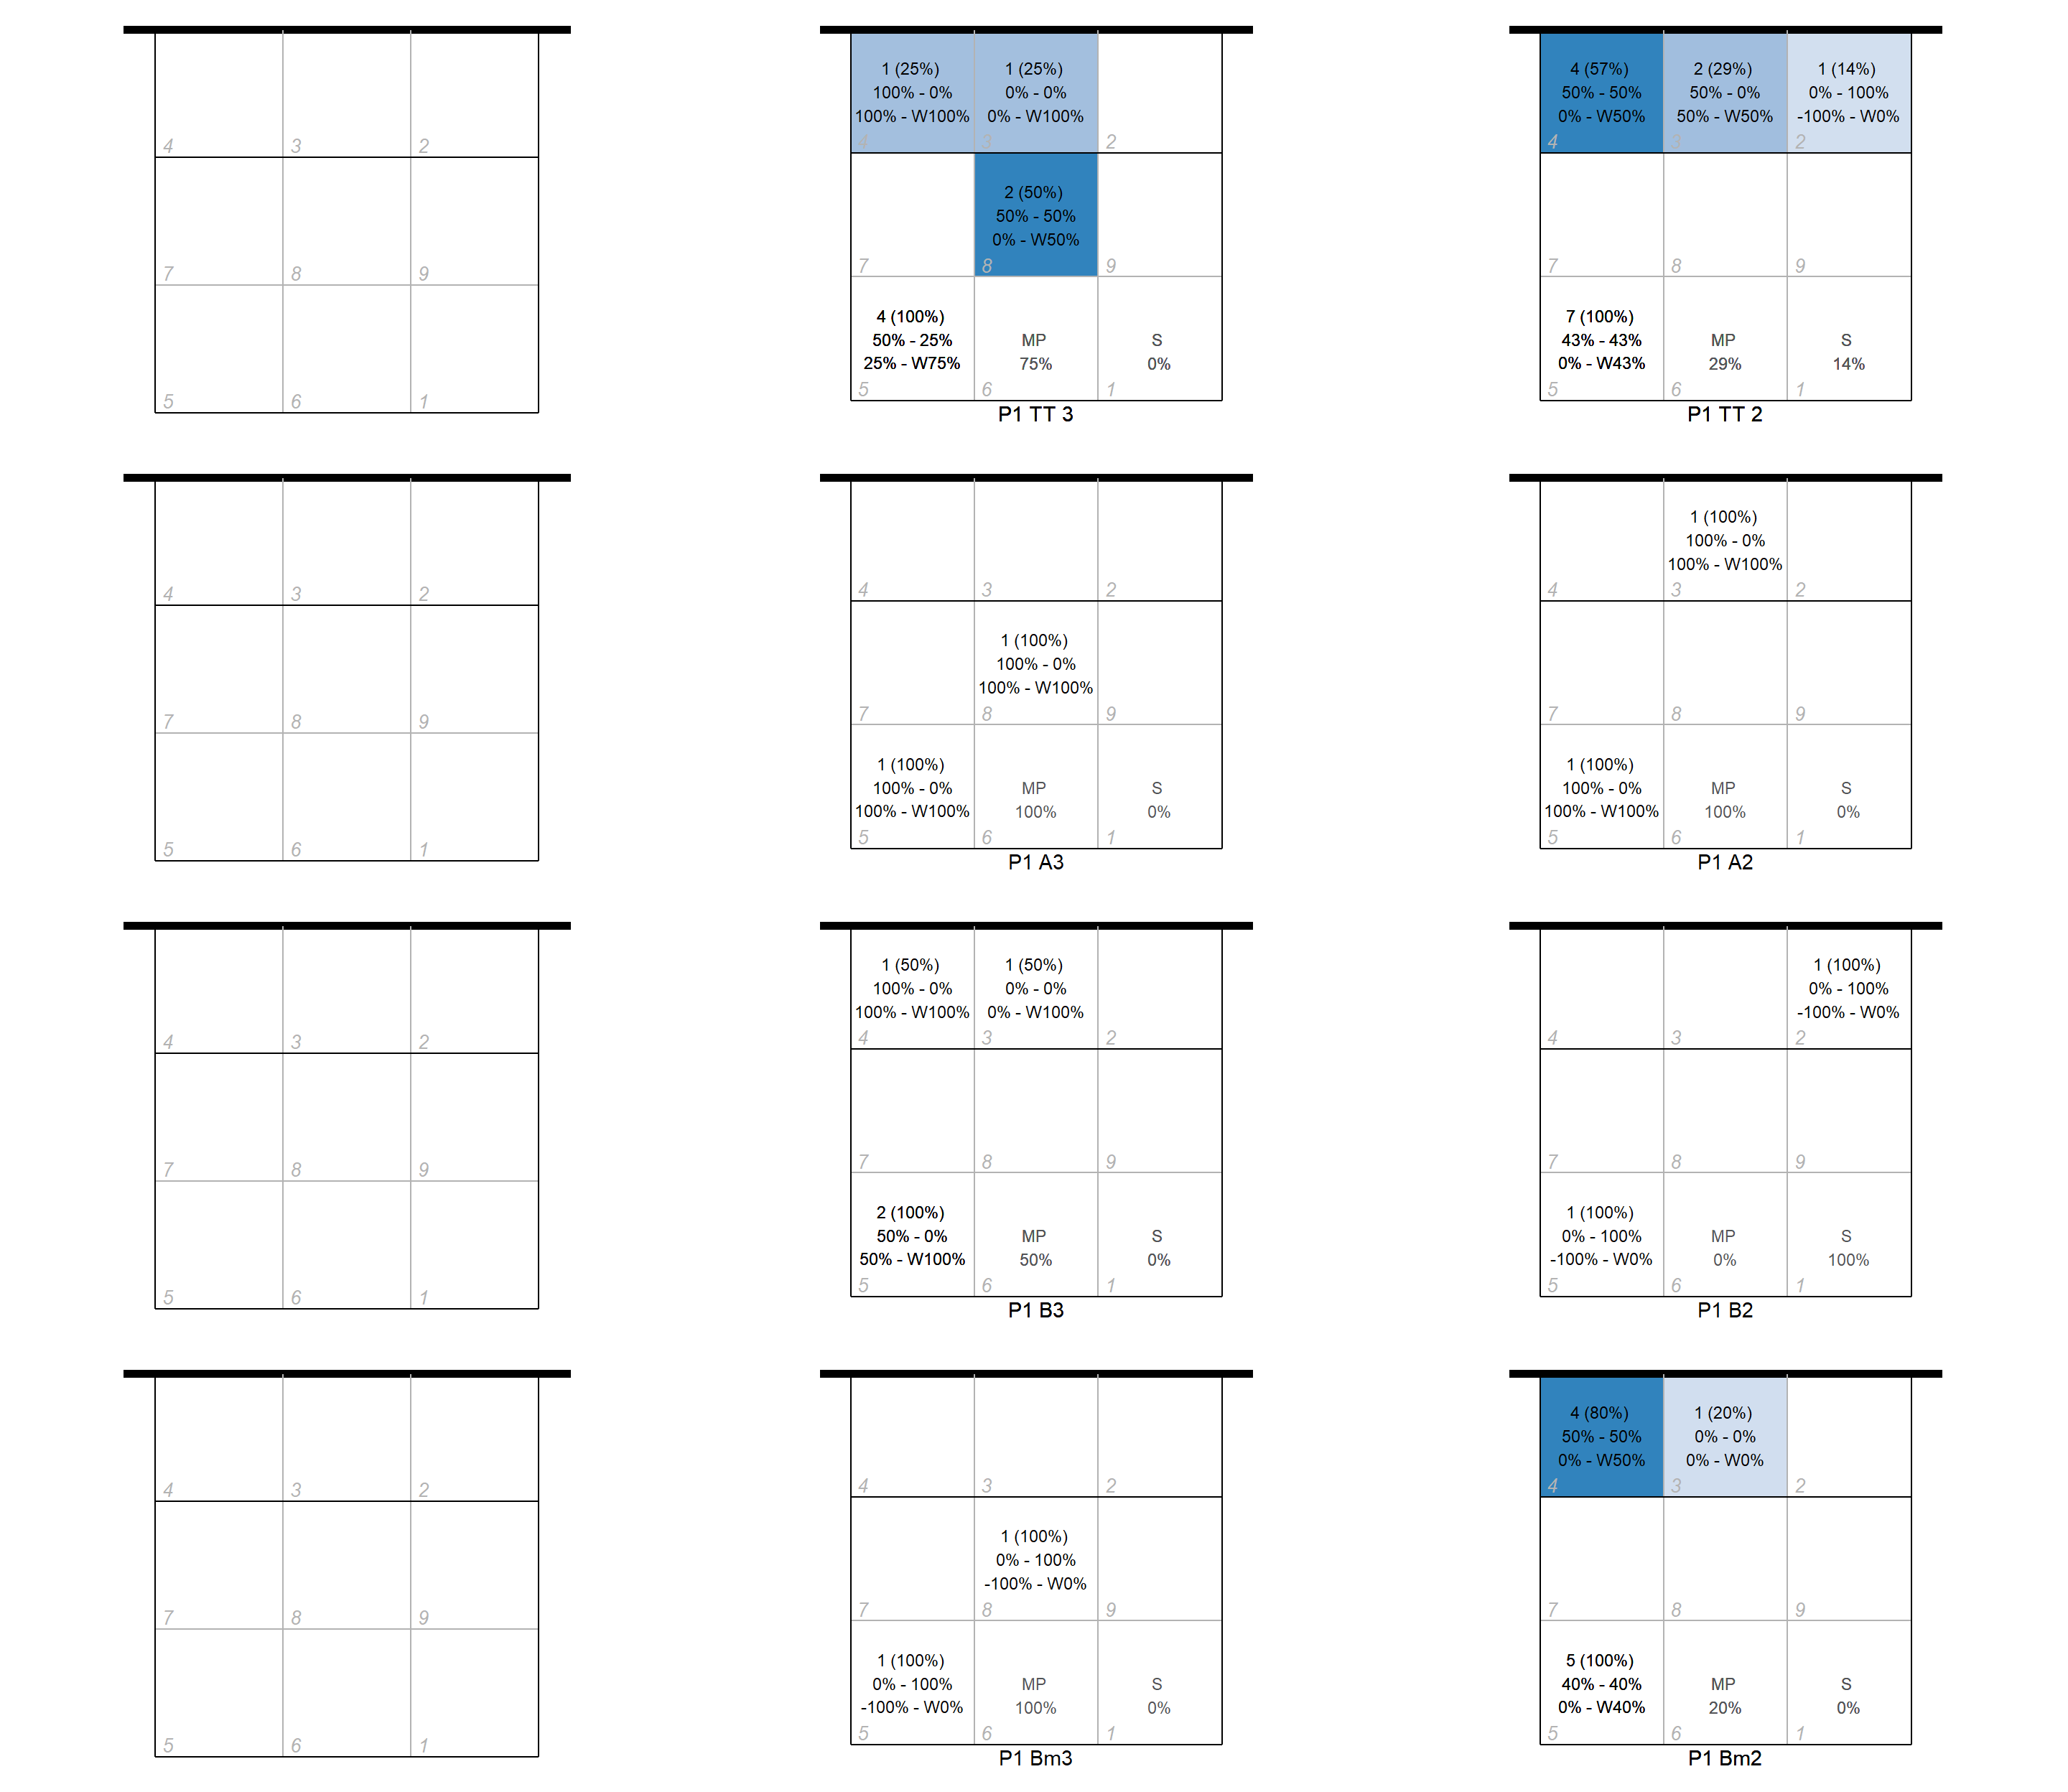 4 3 2
7 8 9
5 6 1
1 (25%) 1 (25%)
100% - 0% 0% - 0%
100% - W100% 0% - W100%
4 3 2
2 (50%)
50% - 50%
0% - W50%
7 8 9
4 (100%)
50% - 25% MP S
25% - W75% 75% 0%
5 6 1
P1 TT 3
4 (57%) 2 (29%) 1 (14%)
50% - 50% 50% - 0% 0% - 100%
0% - W50% 50% - W50% -100% - W0%
4 3 2
7 8 9
7 (100%)
43% - 43% MP S
0% - W43% 29% 14%
5 6 1
P1 TT 2
4 3 2
7 8 9
5 6 1
4 3 2
1 (100%)
100% - 0%
100% - W100%
7 8 9
1 (100%)
100% - 0% MP S
100% - W100% 100% 0%
5 6 1
P1 A3
1 (100%)
100% - 0%
100% - W100%
4 3 2
7 8 9
1 (100%)
100% - 0% MP S
100% - W100% 100% 0%
5 6 1
P1 A2
4 3 2
7 8 9
5 6 1
1 (50%) 1 (50%)
100% - 0% 0% - 0%
100% - W100% 0% - W100%
4 3 2
7 8 9
2 (100%)
50% - 0% MP S
50% - W100% 50% 0%
5 6 1
P1 B3
1 (100%)
0% - 100%
-100% - W0%
4 3 2
7 8 9
1 (100%)
0% - 100% MP S
-100% - W0% 0% 100%
5 6 1
P1 B2
4 3 2
7 8 9
5 6 1
4 3 2
1 (100%)
0% - 100%
-100% - W0%
7 8 9
1 (100%)
0% - 100% MP S
-100% - W0% 100% 0%
5 6 1
P1 Bm3
4 (80%) 1 (20%)
50% - 50% 0% - 0%
0% - W50% 0% - W0%
4 3 2
7 8 9
5 (100%)
40% - 40% MP S
0% - W40% 20% 0%
5 6 1
P1 Bm2